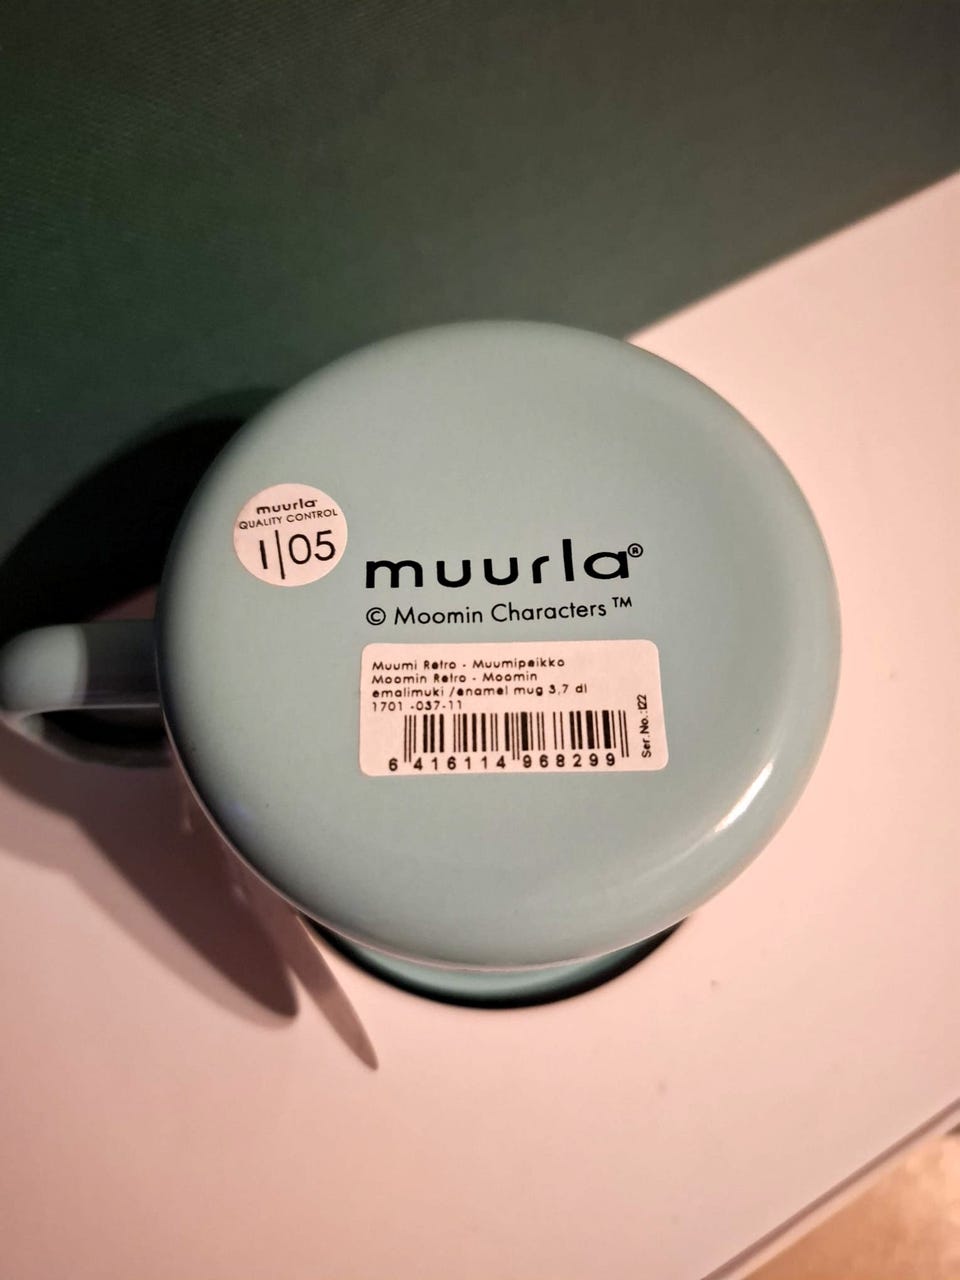 muurla
QUALITY CONTROL
1|05
muurla®
© Moomin Characters ™
Muumi Retro - Muumipeikko
Moomin Retro - Moomin
emalimuki /enamel mug 3,7 dl
1701 -037-11
6 416114 968299
Ser.No.:122